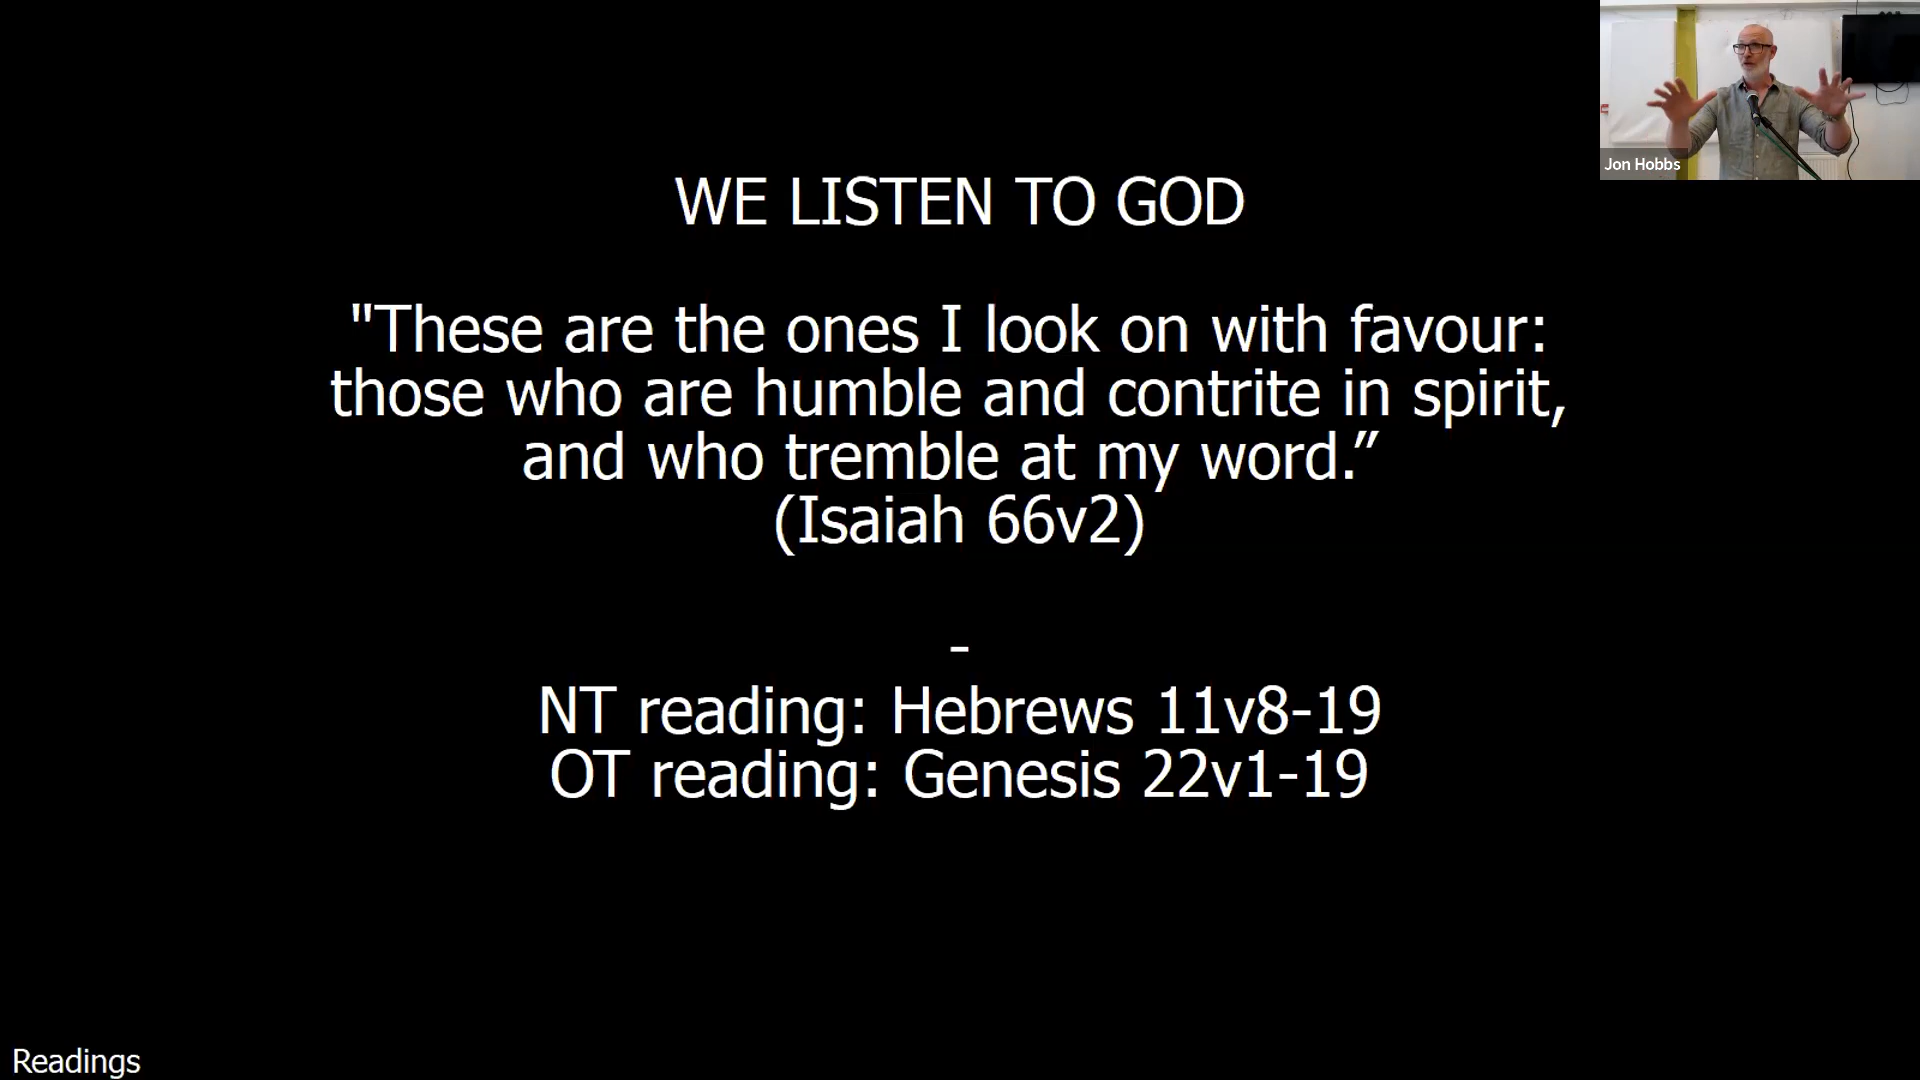 WE LISTEN TO GOD
"These are the ones I look on with favour:
those who are humble and contrite in spirit,
and who tremble at my word.”
(Isaiah 66v2)
-
NT reading: Hebrews 11v8-19
OT reading: Genesis 22v1-19
Readings
Jon Hobbs